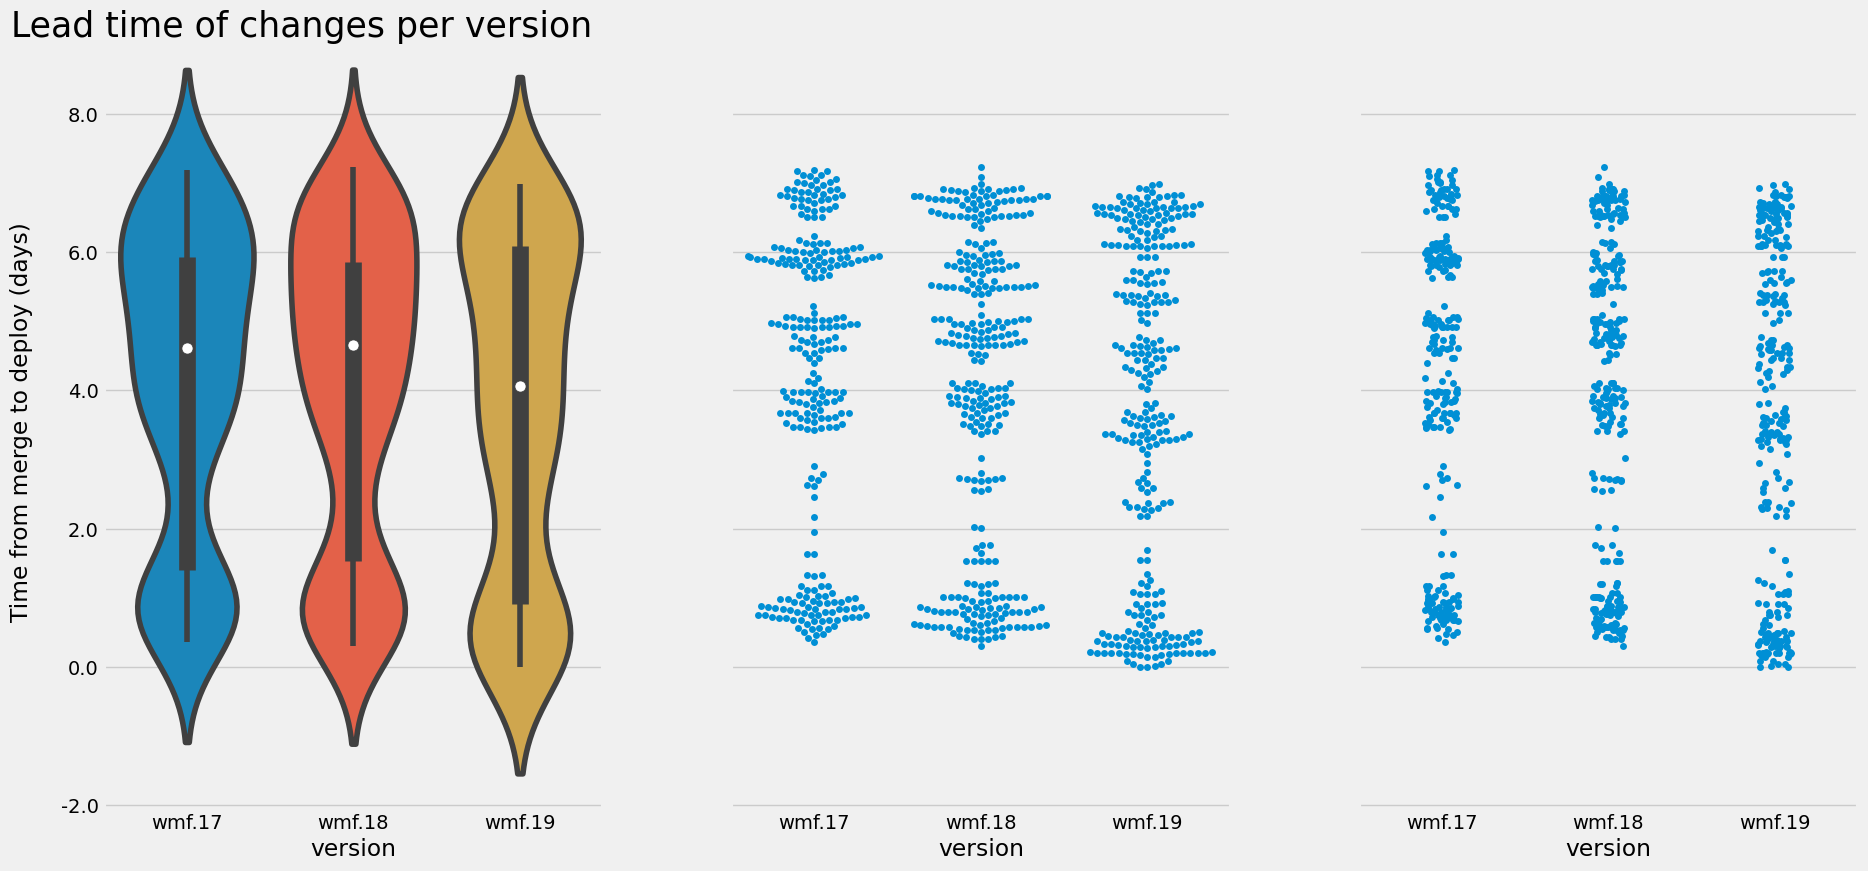 Lead time of changes per version
Time from merge to deploy (days)
8.0
6.0
4.0
2.0
0.0
-2.0
wmf.17 wmf.18 wmf.19
version
wmf.17 wmf.18 wmf.19
version
wmf.17 wmf.18 wmf.19
version